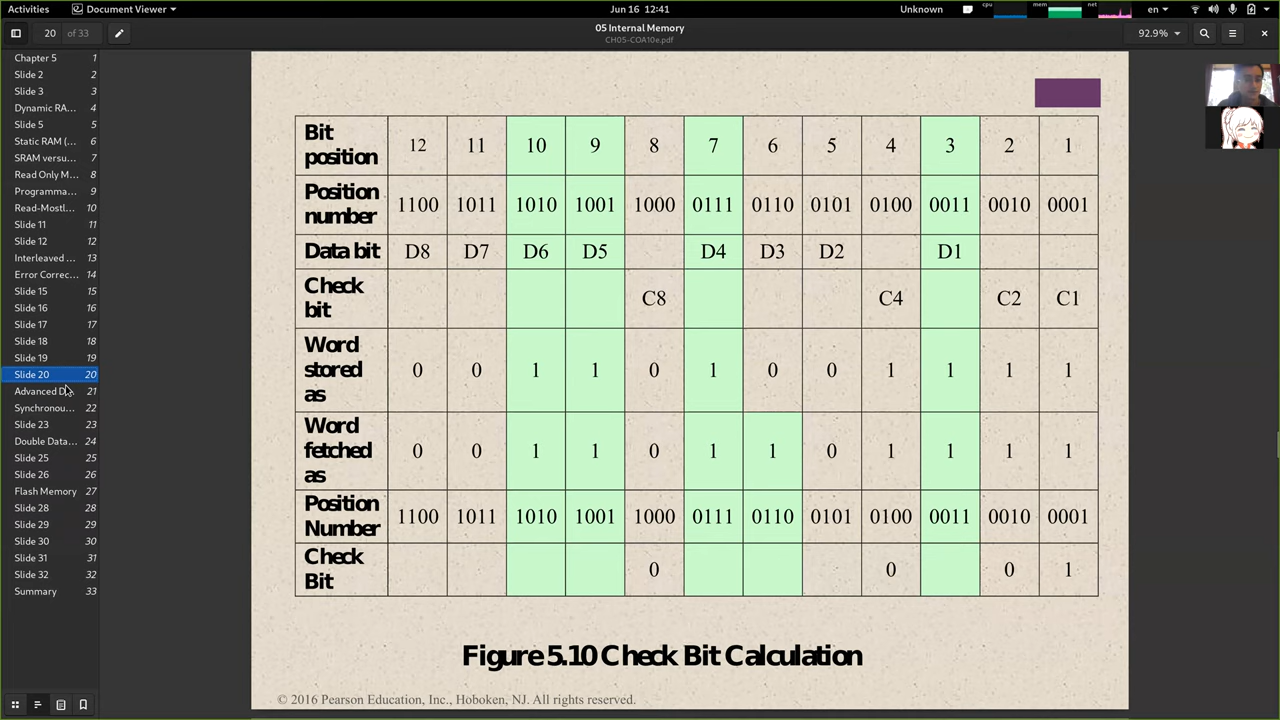 Activities
Document Viewer
Jun 16 12:41
Unknown
cpu
mem
net
en
20 of 33
05 Internal Memory
CH05-COA10e.pdf
92.9%
Chapter 5 1
Slide 2 2
Slide 3 3
Dynamic RA... 4
Slide 5 5
Static RAM (... 6
SRAM versu... 7
Read Only M... 8
Programma... 9
Read-Mostl... 10
Slide 11 11
Slide 12 12
Interleaved ... 13
Error Correc... 14
Slide 15 15
Slide 16 16
Slide 17 17
Slide 18 18
Slide 19 19
Slide 20 20
Advanced D... 21
Synchronou... 22
Slide 23 23
Double Data... 24
Slide 25 25
Slide 26 26
Flash Memory 27
Slide 28 28
Slide 29 29
Slide 30 30
Slide 31 31
Slide 32 32
Summary 33
Bit
position 12 11 10 9 8 7 6 5 4 3 2 1
Position
number 1100 1011 1010 1001 1000 0111 0110 0101 0100 0011 0010 0001
Data bit D8 D7 D6 D5 D4 D3 D2 D1
Check
bit C8 C4 C2 C1
Word
stored
as 0 0 1 1 0 1 0 0 1 1 1 1
Word
fetched
as 0 0 1 1 0 1 1 0 1 1 1 1
Position
Number 1100 1011 1010 1001 1000 0111 0110 0101 0100 0011 0010 0001
Check
Bit 0 0 0 1
Figure 5.10 Check Bit Calculation
© 2016 Pearson Education, Inc., Hoboken, NJ. All rights reserved.